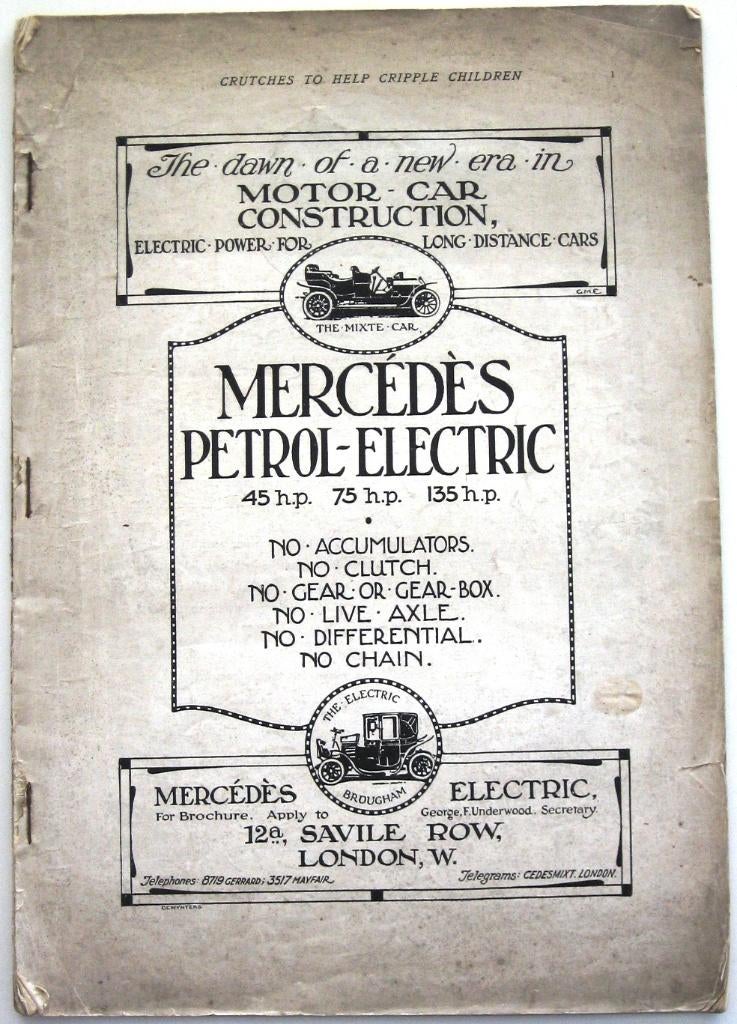 CRUTCHES TO HELP CRIPPLE CHILDREN 1
The · dawn · of · a · new · era · in
MOTOR - CAR
CONSTRUCTION,
ELECTRIC · POWER · FOR LONG · DISTANCE · CARS
G.M.E.
THE · MIXTE · CAR.
MERCÉDÈS
PETROL-ELECTRIC
45 h.p. 75 h.p. 135 h.p.
NO · ACCUMULATORS.
NO · CLUTCH.
NO · GEAR · OR · GEAR-BOX.
NO · LIVE · AXLE.
NO · DIFFERENTIAL.
NO CHAIN.
THE · ELECTRIC
BROUGHAM
MERCÉDÈS ELECTRIC,
For Brochure. Apply to George, F. Underwood. Secretary.
12a, SAVILE ROW,
LONDON, W.
Telephones: 8719 GERRARD; 3517 MAYFAIR Telegrams: CEDESMIXT. LONDON.
DEWYNTERS